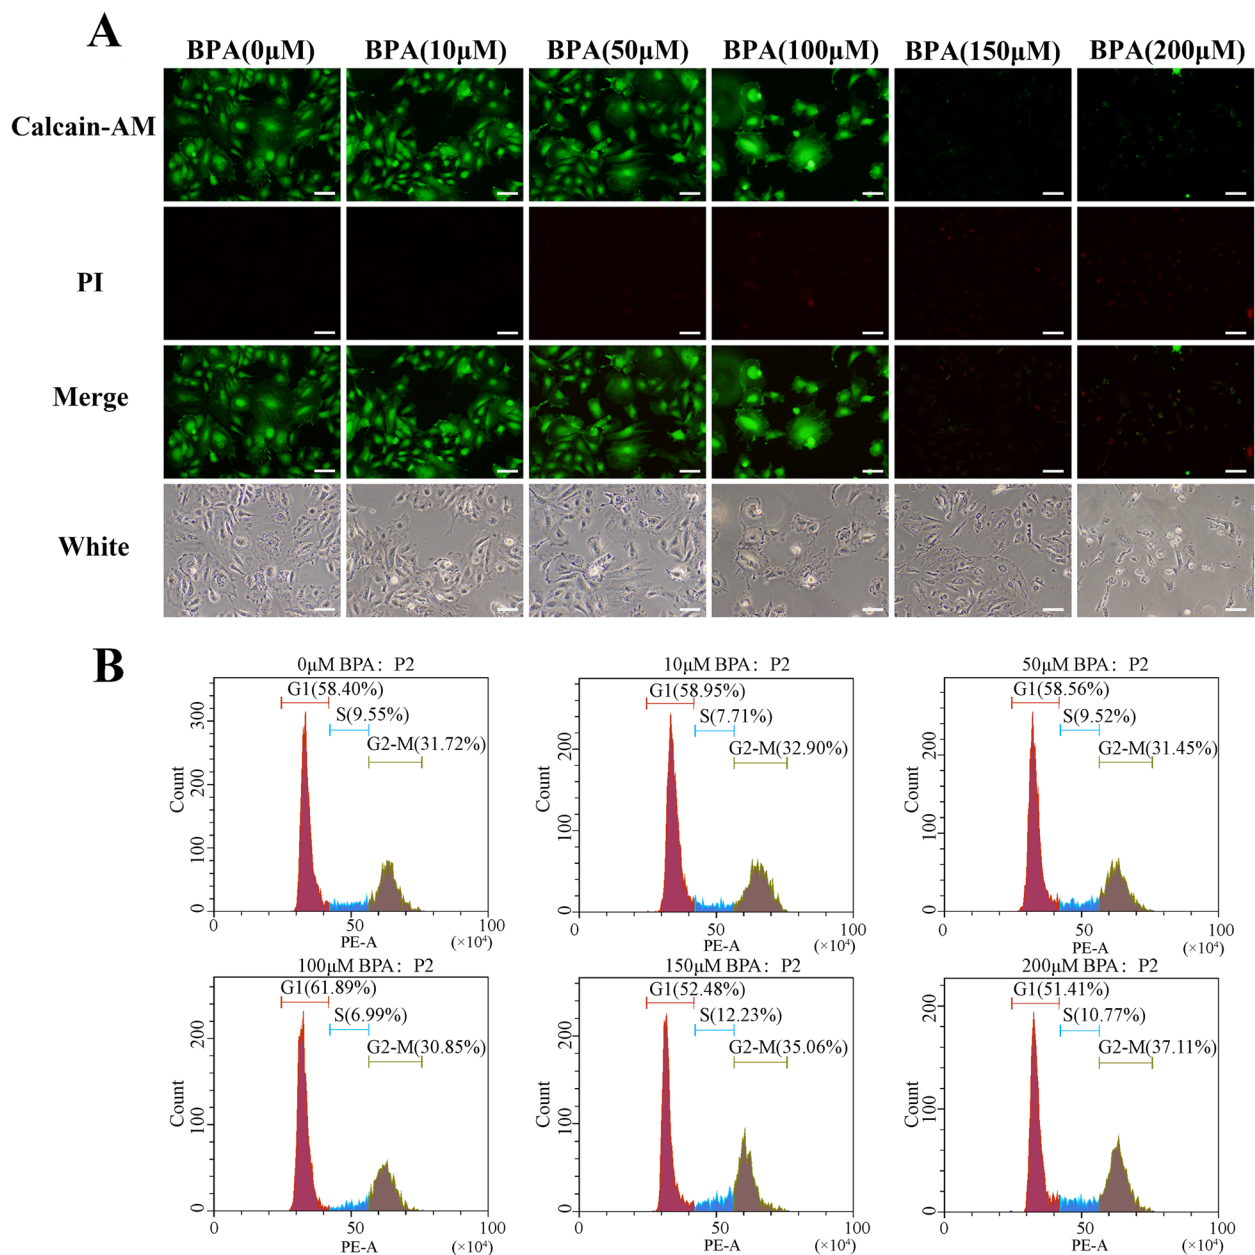 A
BPA(0μM) BPA(10μM) BPA(50μM) BPA(100μM) BPA(150μM) BPA(200μM)
Calcain-AM
PI
Merge
White
B
0μM BPA： P2
G1(58.40%)
S(9.55%)
G2-M(31.72%)
Count
0 100 200 300
0 50 100
PE-A
(×10⁴)
10μM BPA： P2
G1(58.95%)
S(7.71%)
G2-M(32.90%)
Count
0 100 200
0 50 100
PE-A
(×10⁴)
50μM BPA： P2
G1(58.56%)
S(9.52%)
G2-M(31.45%)
Count
0 100 200
0 50 100
PE-A
(×10⁴)
100μM BPA： P2
G1(61.89%)
S(6.99%)
G2-M(30.85%)
Count
0 100 200
0 50 100
PE-A
(×10⁴)
150μM BPA： P2
G1(52.48%)
S(12.23%)
G2-M(35.06%)
Count
0 100 200
0 50 100
PE-A
(×10⁴)
200μM BPA： P2
G1(51.41%)
S(10.77%)
G2-M(37.11%)
Count
0 100 200
0 50 100
PE-A
(×10⁴)